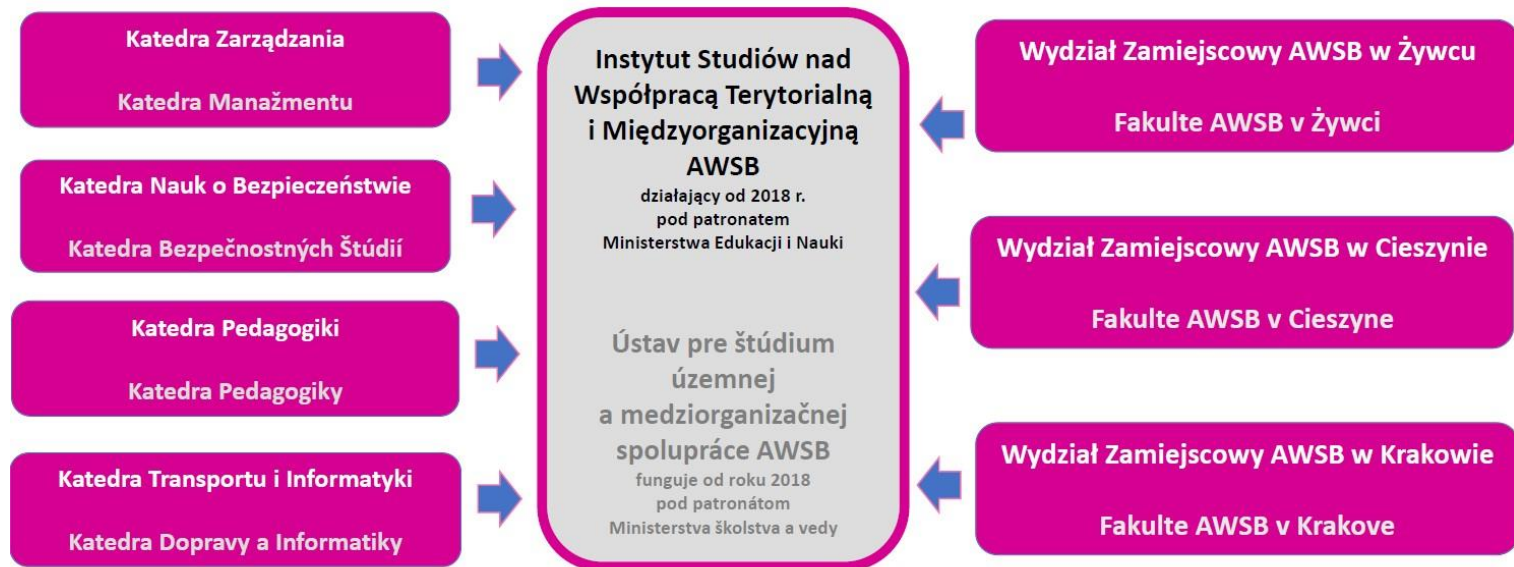 Katedra Zarządzania
Katedra Manažmentu
Katedra Nauk o Bezpieczeństwie
Katedra Bezpečnostných Štúdií
Katedra Pedagogiki
Katedra Pedagogiky
Katedra Transportu i Informatyki
Katedra Dopravy a Informatiky
Instytut Studiów nad
Współpracą Terytorialną
i Międzyorganizacyjną
AWSB
działający od 2018 r.
pod patronatem
Ministerstwa Edukacji i Nauki
Ústav pre štúdium
územnej
a medziorganizačnej
spolupráce AWSB
funguje od roku 2018
pod patronátom
Ministerstva školstva a vedy
Wydział Zamiejscowy AWSB w Żywcu
Fakulte AWSB v Żywci
Wydział Zamiejscowy AWSB w Cieszynie
Fakulte AWSB v Cieszyne
Wydział Zamiejscowy AWSB w Krakowie
Fakulte AWSB v Krakove